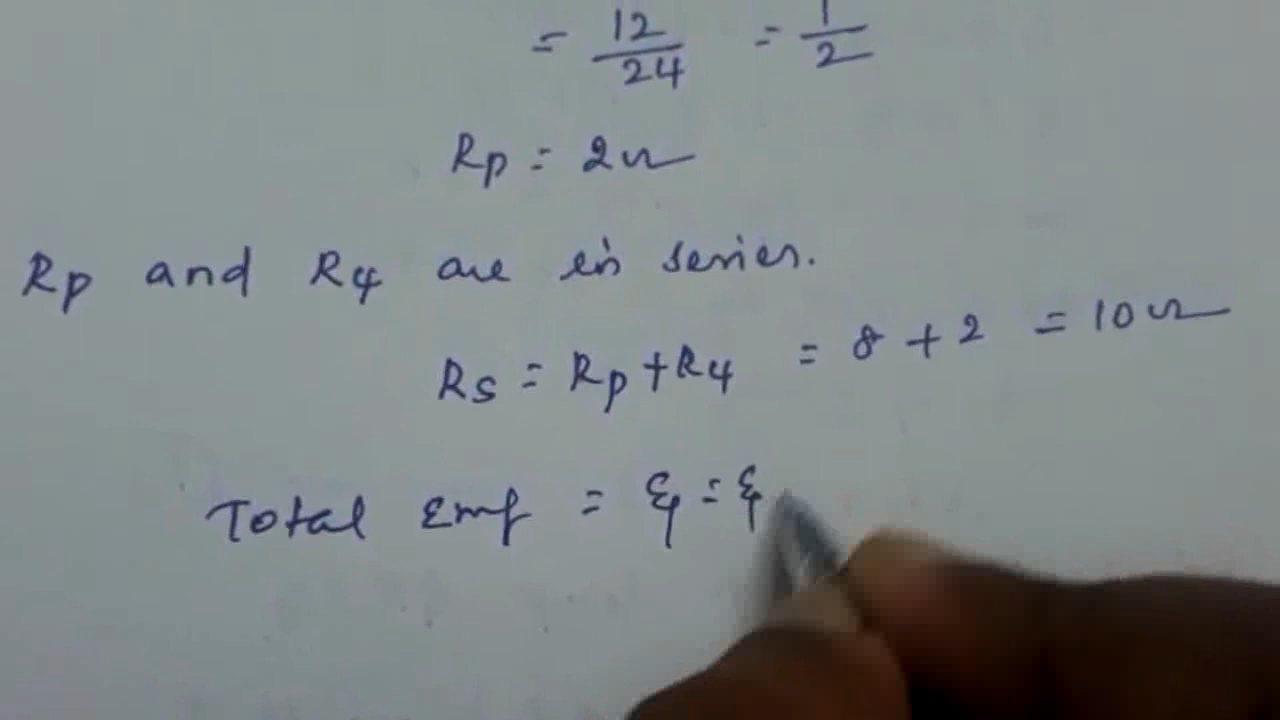 = 12/24 = 1/2
Rp = 2Ω
Rp and R4 are in series.
Rs = Rp + R4 = 8 + 2 = 10Ω
Total Emf = ξ = ξ